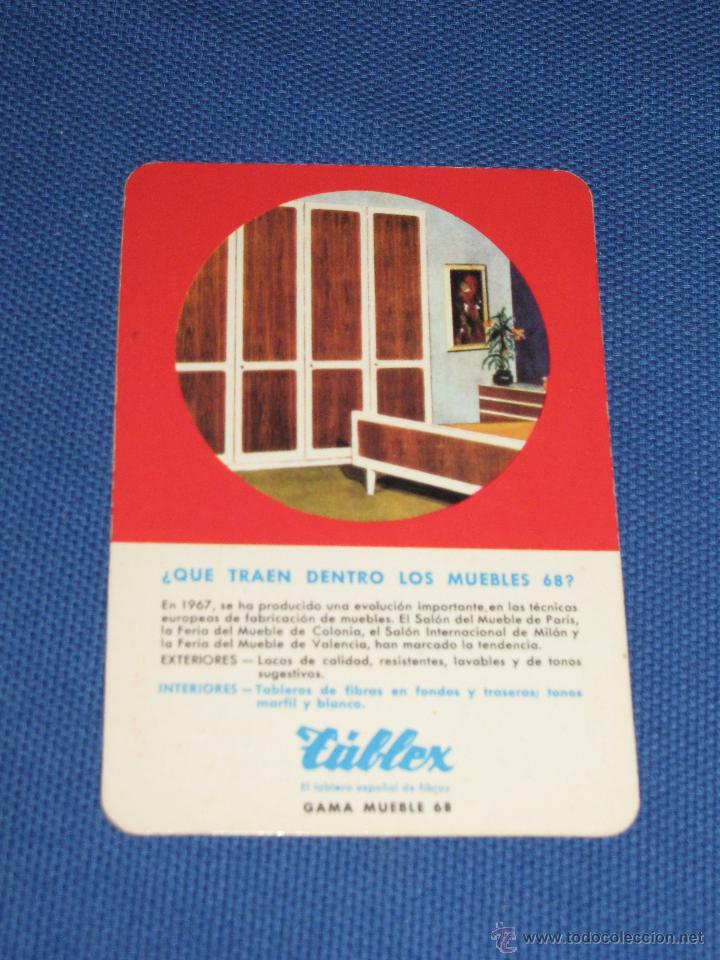 ¿QUE TRAEN DENTRO LOS MUEBLES 68?
En 1967, se ha producido una evolución importante, en las técnicas
europeas de fabricación de muebles. El Salón del Mueble de París,
la Feria del Mueble de Colonia, el Salón Internacional de Milán y
la Feria del Mueble de Valencia, han marcado la tendencia.
EXTERIORES — Lacas de calidad, resistentes, lavables y de tonos
sugestivos.
INTERIORES — Tableros de fibras en fondos y traseras; tonos
marfil y blanco.
táblex
El tablero español de fibras
GAMA MUEBLE 68
© www.todocoleccion.net